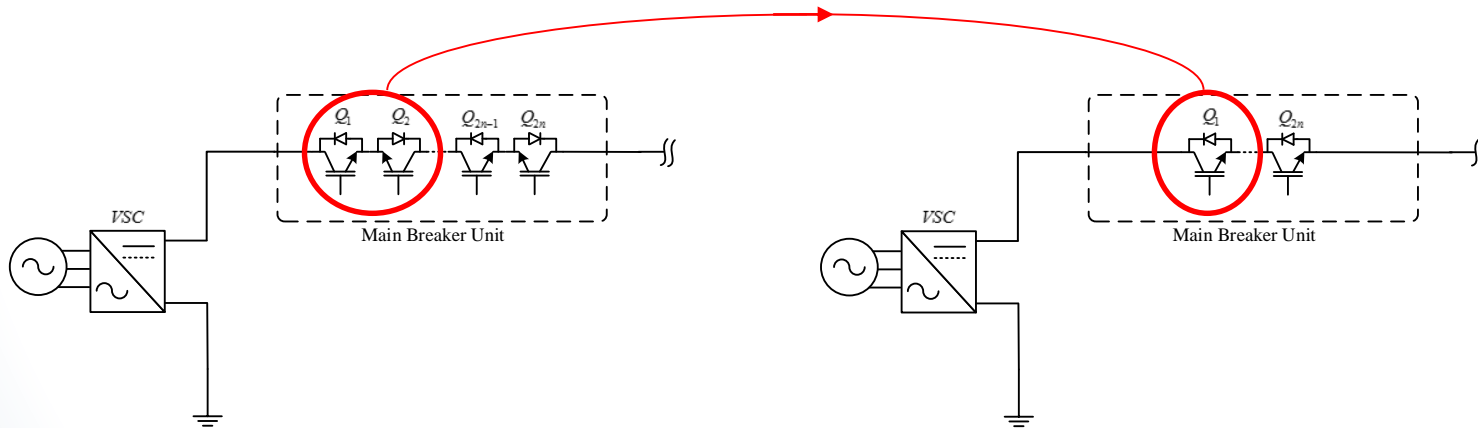 Q1 Q2 Q2n−1 Q2n
VSC
Main Breaker Unit
Q1 Q2n
VSC
Main Breaker Unit